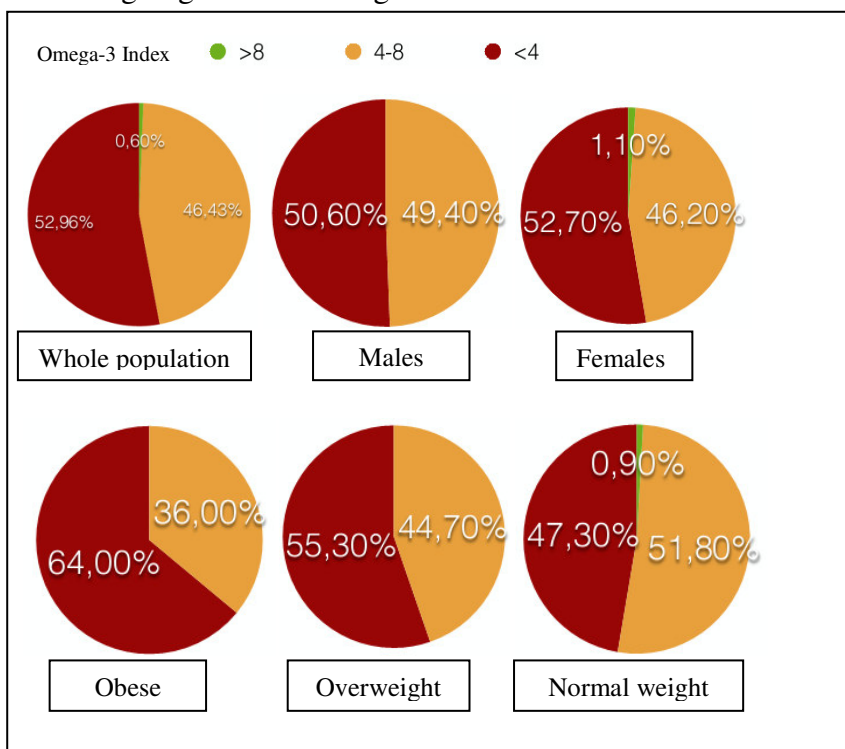 Omega-3 Index >8 4-8 <4
0,60%
52,96% 46,43%
50,60% 49,40%
1,10%
52,70% 46,20%
Whole population
Males
Females
36,00%
64,00%
55,30% 44,70%
0,90%
47,30% 51,80%
Obese
Overweight
Normal weight